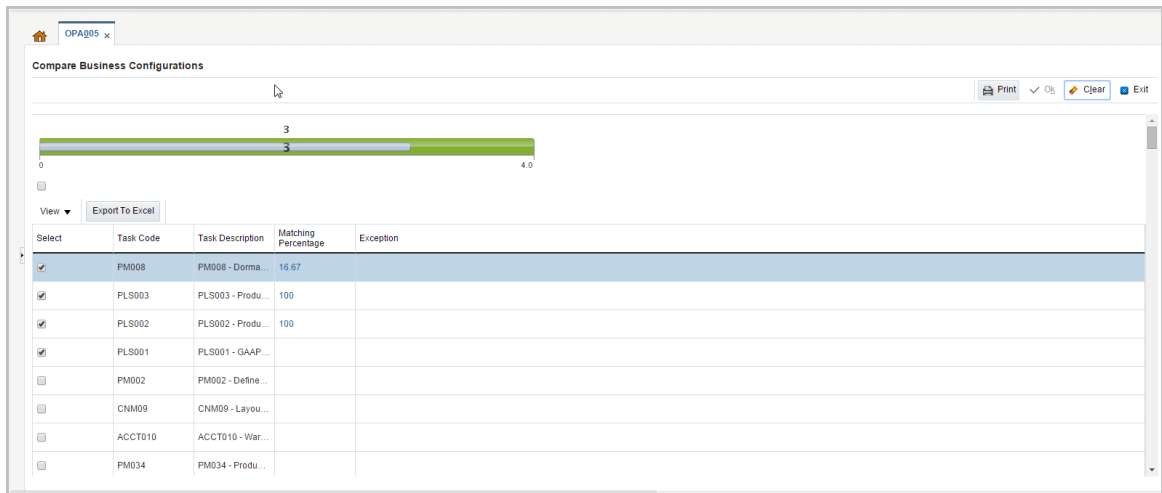 OPA005 ×
Compare Business Configurations
Print Ok Clear Exit
3
3
0 4.0
View Export To Excel
Select Task Code Task Description Matching Percentage Exception
PM008 PM008 - Dorma... 16.67
PLS003 PLS003 - Produ... 100
PLS002 PLS002 - Produ... 100
PLS001 PLS001 - GAAP...
PM002 PM002 - Define...
CNM09 CNM09 - Layou...
ACCT010 ACCT010 - War...
PM034 PM034 - Produ...